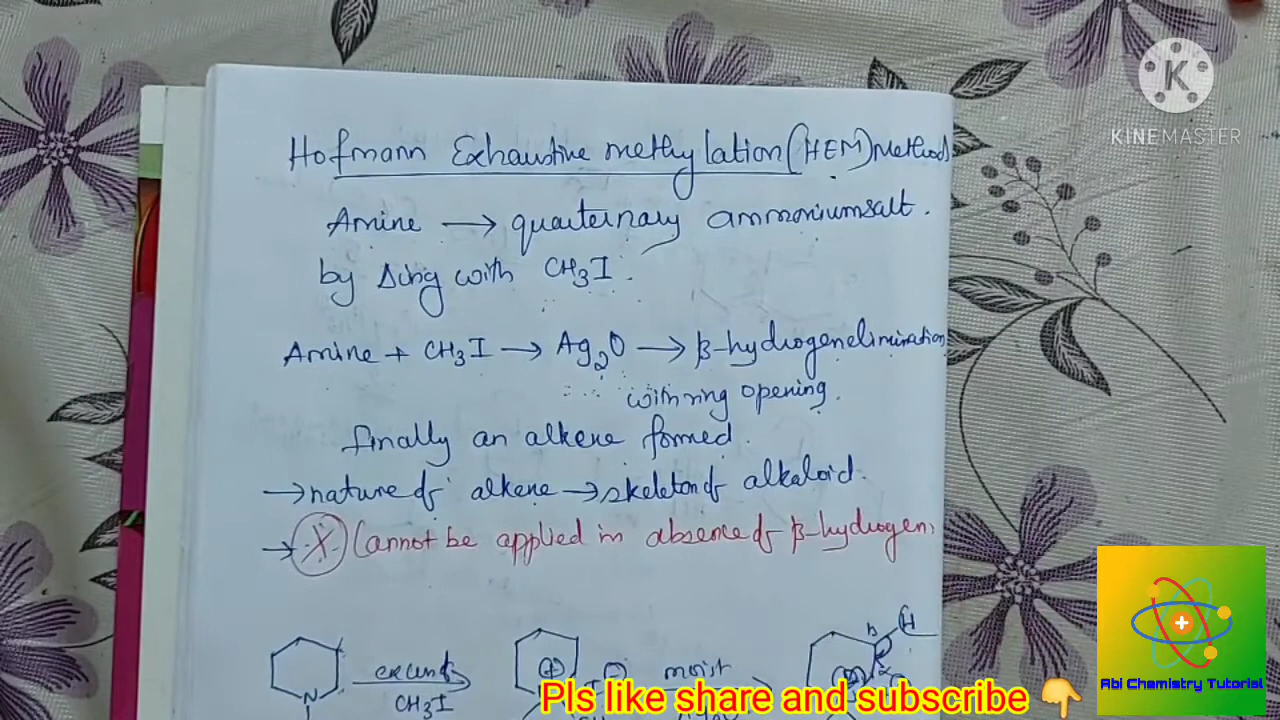 Hofmann Exhaustive methylation (HEM) Method
Amine → quarternary ammonium salt.
by Δing with CH3I.
Amine + CH3I → Ag2O → β-hydrogen elimination
with ring opening.
finally an alkene formed.
→ nature of alkene → skeleton of alkaloid.
→ X Cannot be applied in absence of β-hydrogen.
β H
N CH3I
⊕ moist
KINEMASTER
Pls like share and subscribe 👇
Abi Chemistry Tutorial